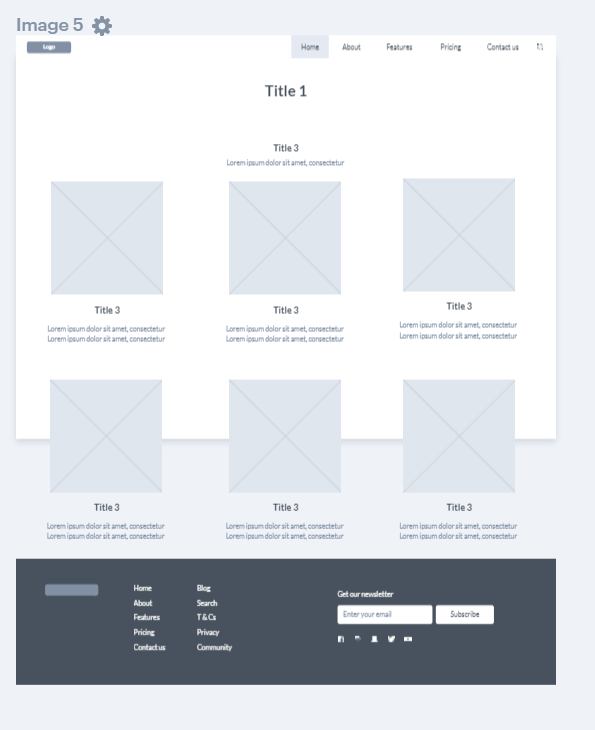 Image 5
Logo
Home About Features Pricing Contact us
Title 1
Title 3
Lorem ipsum dolor sit amet, consectetur
Title 3 Title 3 Title 3
Lorem ipsum dolor sit amet, consectetur Lorem ipsum dolor sit amet, consectetur Lorem ipsum dolor sit amet, consectetur
Lorem ipsum dolor sit amet, consectetur Lorem ipsum dolor sit amet, consectetur Lorem ipsum dolor sit amet, consectetur
Title 3 Title 3 Title 3
Lorem ipsum dolor sit amet, consectetur Lorem ipsum dolor sit amet, consectetur Lorem ipsum dolor sit amet, consectetur
Lorem ipsum dolor sit amet, consectetur Lorem ipsum dolor sit amet, consectetur Lorem ipsum dolor sit amet, consectetur
Home
About
Features
Pricing
Contact us
Blog
Search
T & Cs
Privacy
Community
Get our newsletter
Enter your email Subscribe